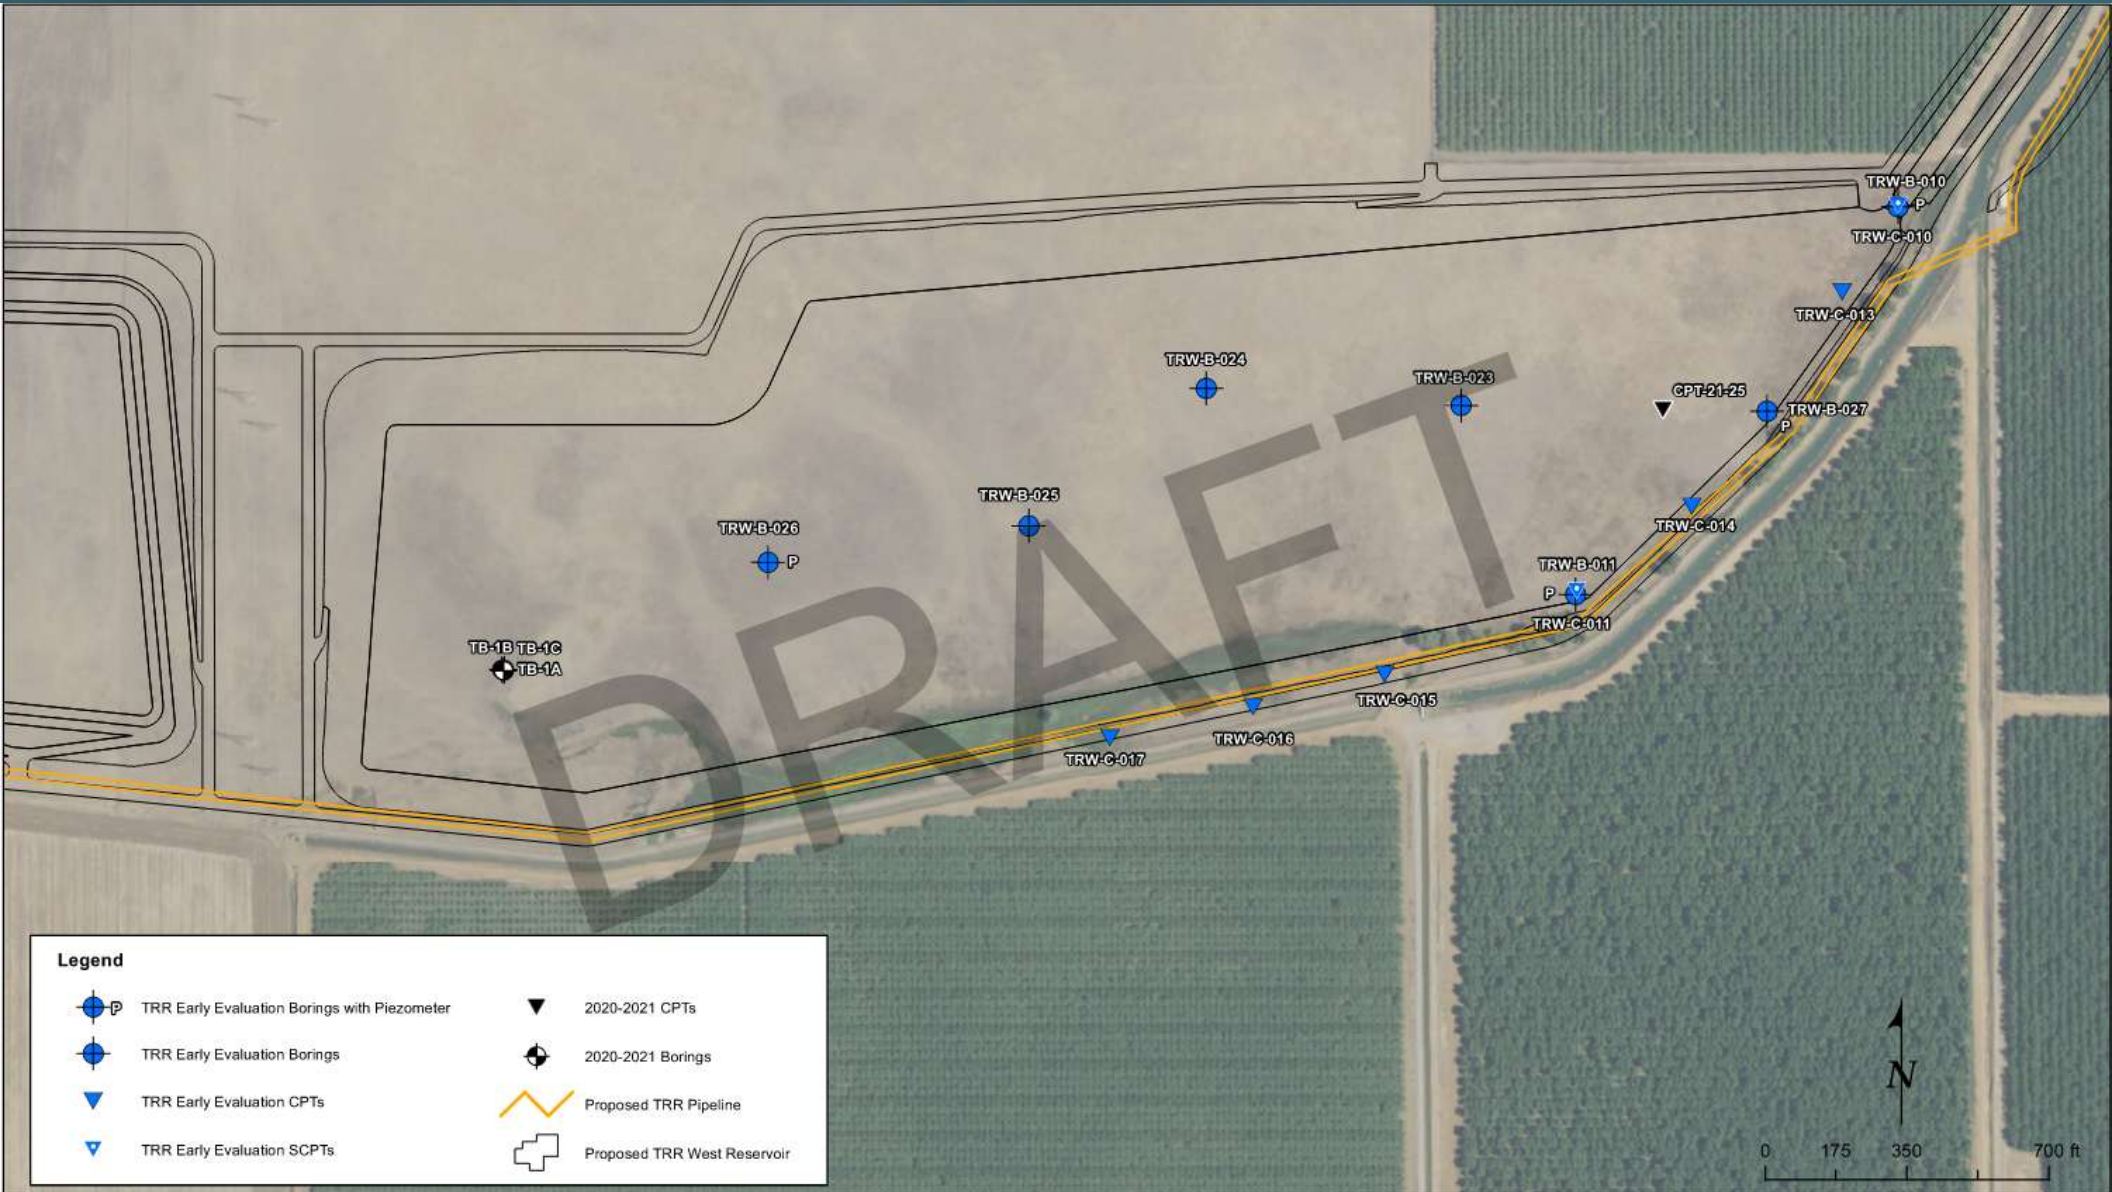 TRW-B-010
P
TRW-C-010
TRW-C-013
TRW-B-024
TRW-B-023
CPT-21-25
TRW-B-027
P
TRW-B-025
TRW-C-014
TRW-B-026
P
TRW-B-011
P
TRW-C-011
TB-1B TB-1C
TB-1A
TRW-C-015
TRW-C-016
TRW-C-017
DRAFT
Legend
P TRR Early Evaluation Borings with Piezometer
TRR Early Evaluation Borings
TRR Early Evaluation CPTs
TRR Early Evaluation SCPTs
2020-2021 CPTs
2020-2021 Borings
Proposed TRR Pipeline
Proposed TRR West Reservoir
N
0 175 350 700 ft